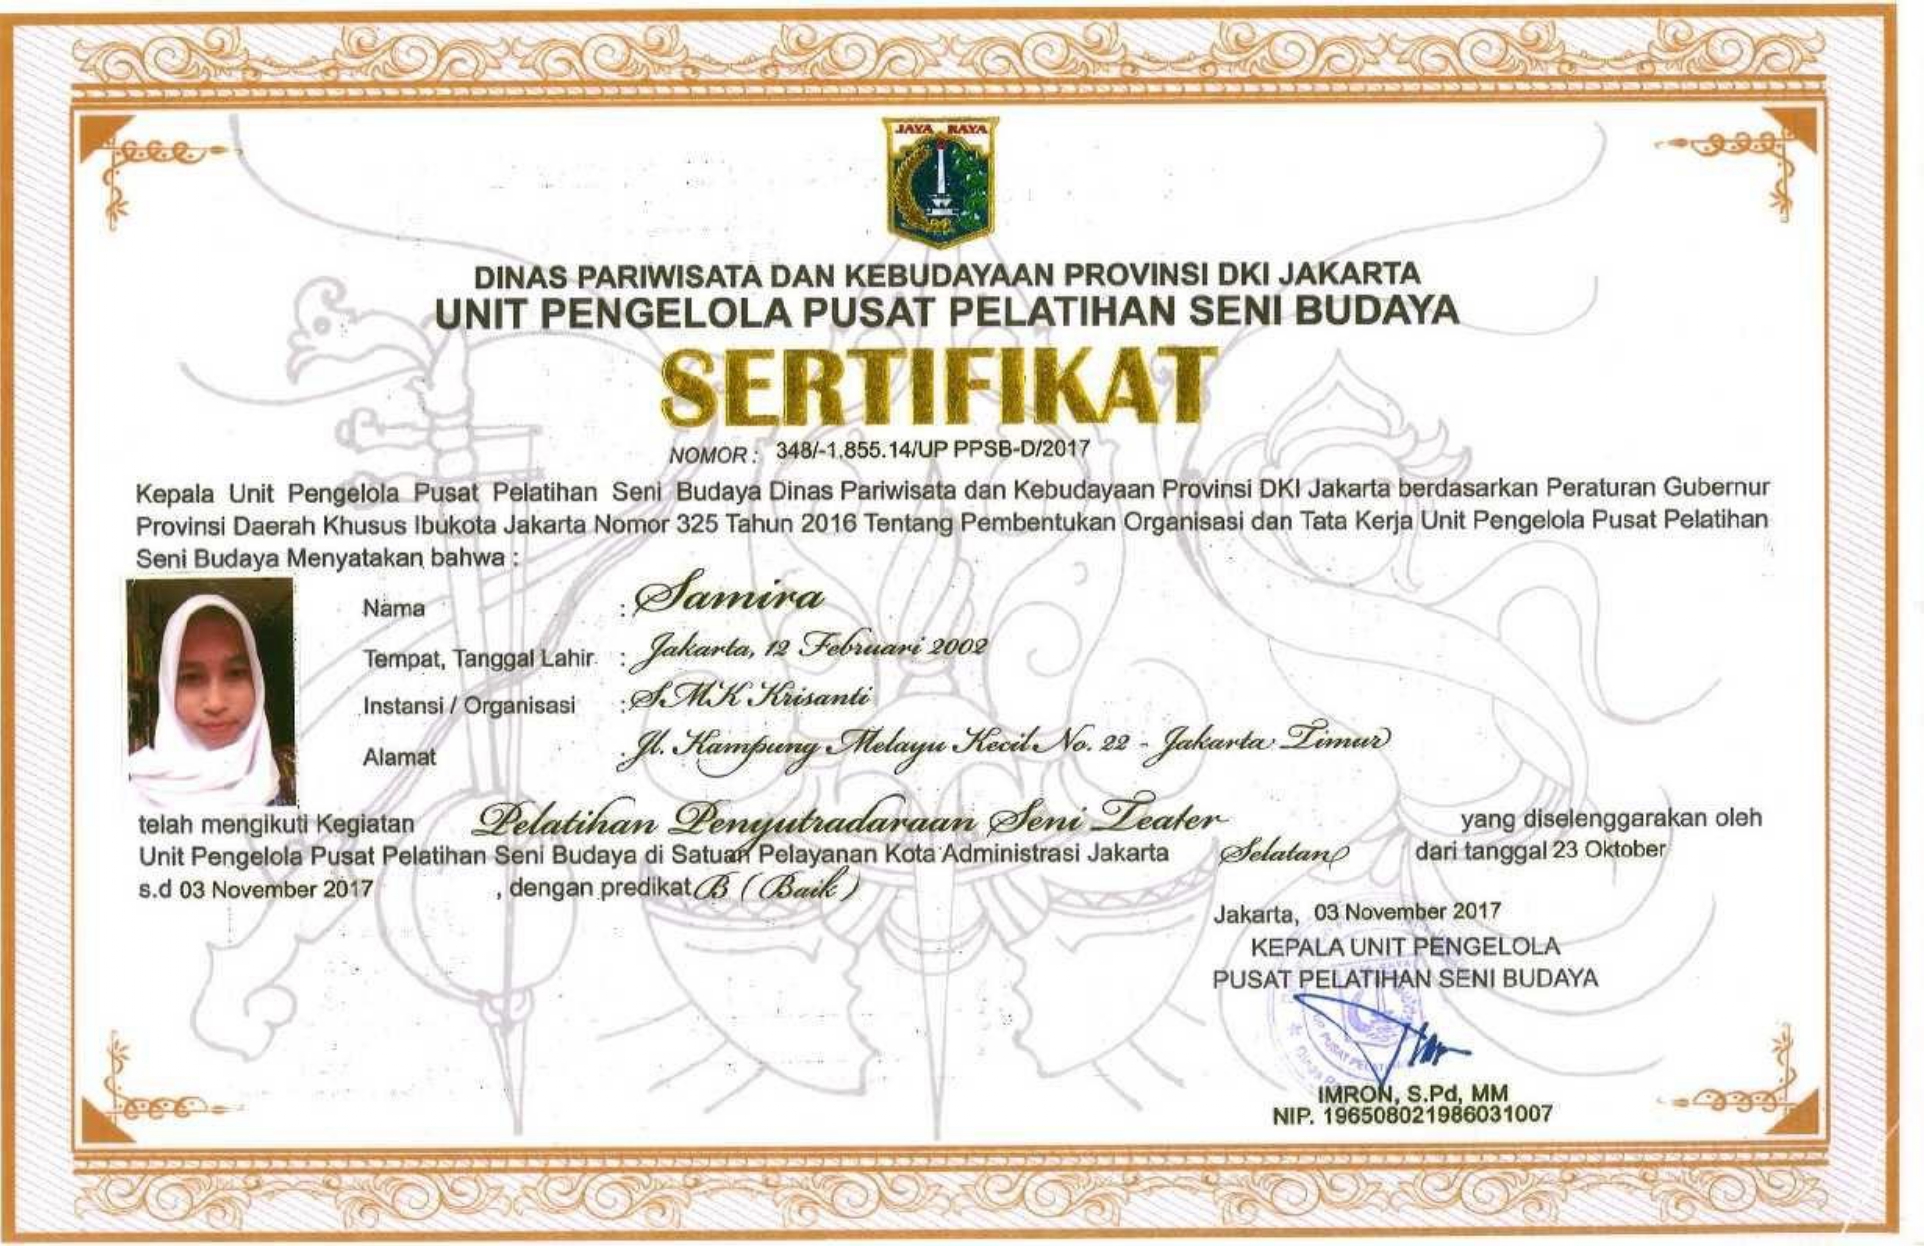 JAYA RAYA
DINAS PARIWISATA DAN KEBUDAYAAN PROVINSI DKI JAKARTA
UNIT PENGELOLA PUSAT PELATIHAN SENI BUDAYA
SERTIFIKAT
NOMOR : 348/-1.855.14/UP PPSB-D/2017
Kepala Unit Pengelola Pusat Pelatihan Seni Budaya Dinas Pariwisata dan Kebudayaan Provinsi DKI Jakarta berdasarkan Peraturan Gubernur
Provinsi Daerah Khusus Ibukota Jakarta Nomor 325 Tahun 2016 Tentang Pembentukan Organisasi dan Tata Kerja Unit Pengelola Pusat Pelatihan
Seni Budaya Menyatakan bahwa :
Nama : Samira
Tempat, Tanggal Lahir : Jakarta, 12 Februari 2002
Instansi / Organisasi : SMK Krisanti
Alamat : Jl. Kampung Melayu Kecil No. 22 - Jakarta Timur
telah mengikuti Kegiatan Pelatihan Penyutradaraan Seni Teater yang diselenggarakan oleh
Unit Pengelola Pusat Pelatihan Seni Budaya di Satuan Pelayanan Kota Administrasi Jakarta Selatan dari tanggal 23 Oktober
s.d 03 November 2017 , dengan predikat B ( Baik )
Jakarta, 03 November 2017
KEPALA UNIT PENGELOLA
PUSAT PELATIHAN SENI BUDAYA
IMRON, S.Pd, MM
NIP. 196508021986031007